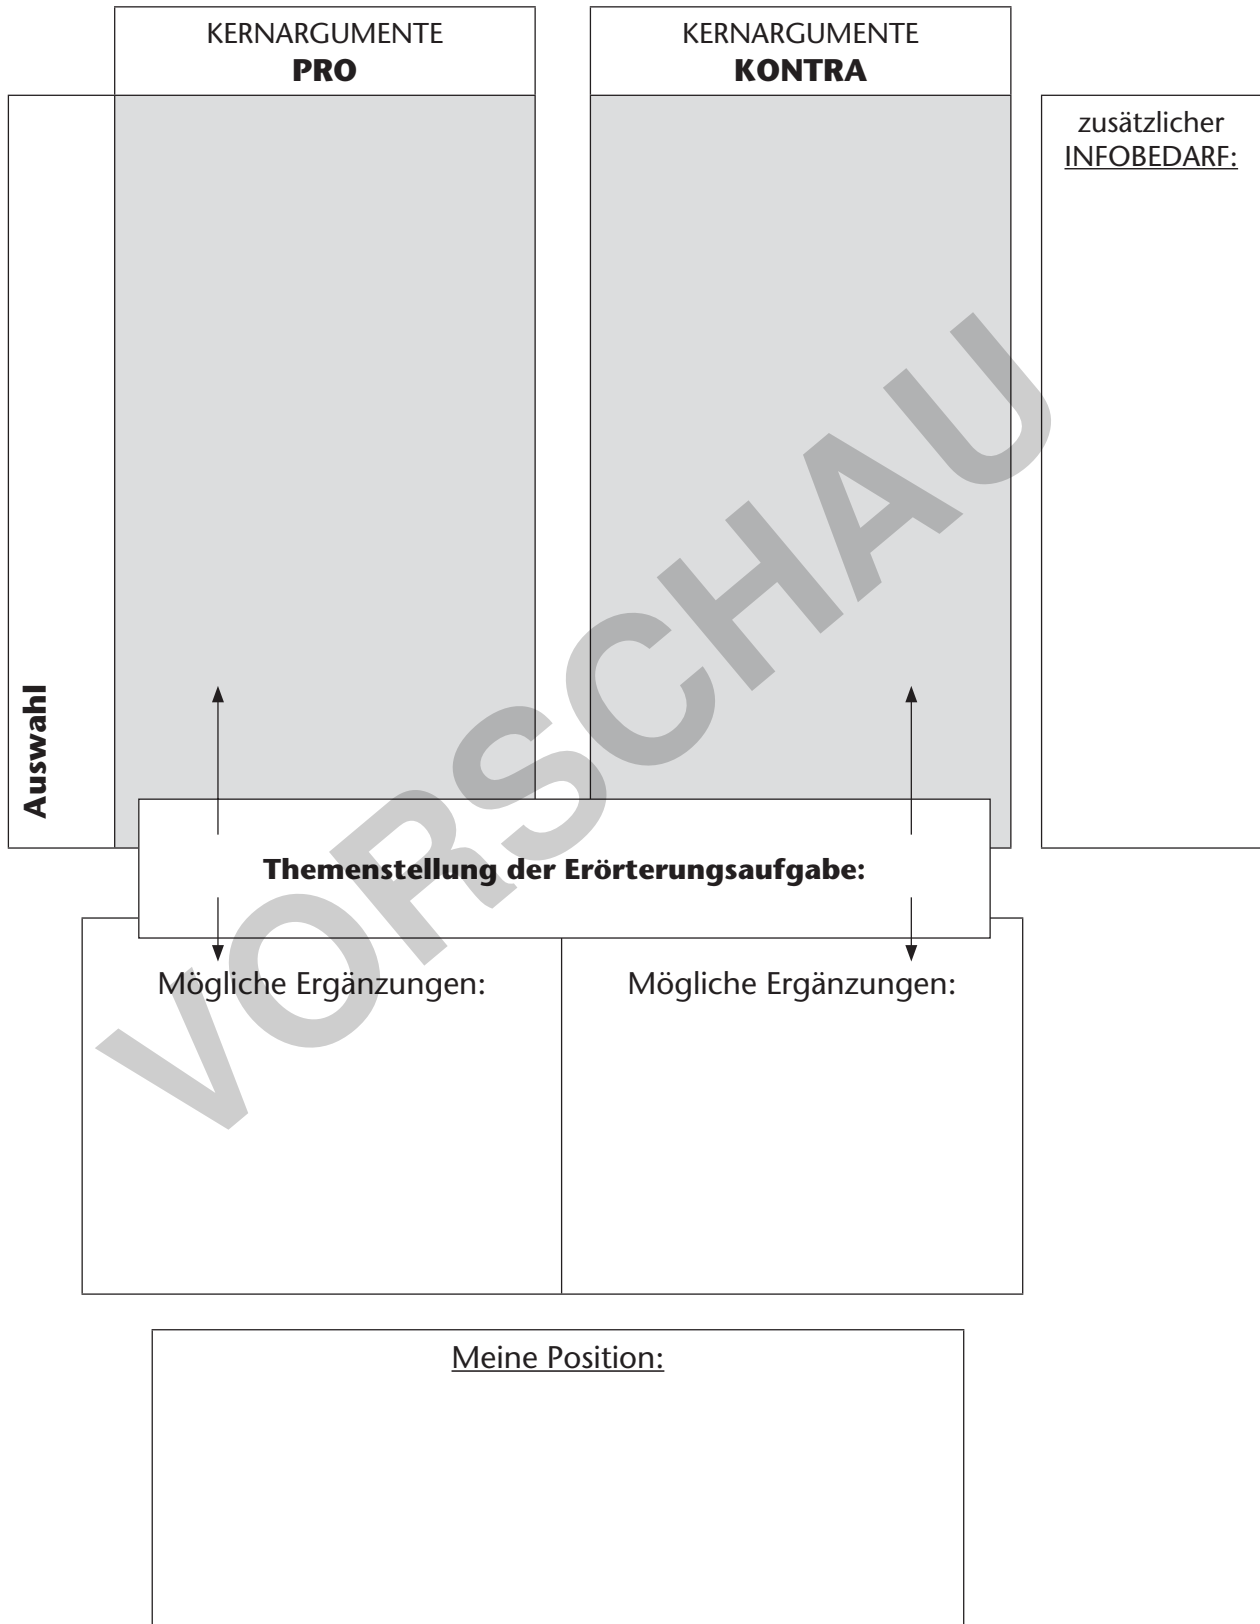 KERNARGUMENTE
PRO
KERNARGUMENTE
KONTRA
zusätzlicher
INFOBEDARF:
Auswahl
Themenstellung der Erörterungsaufgabe:
Mögliche Ergänzungen:
Mögliche Ergänzungen:
Meine Position:
VORSCHAU